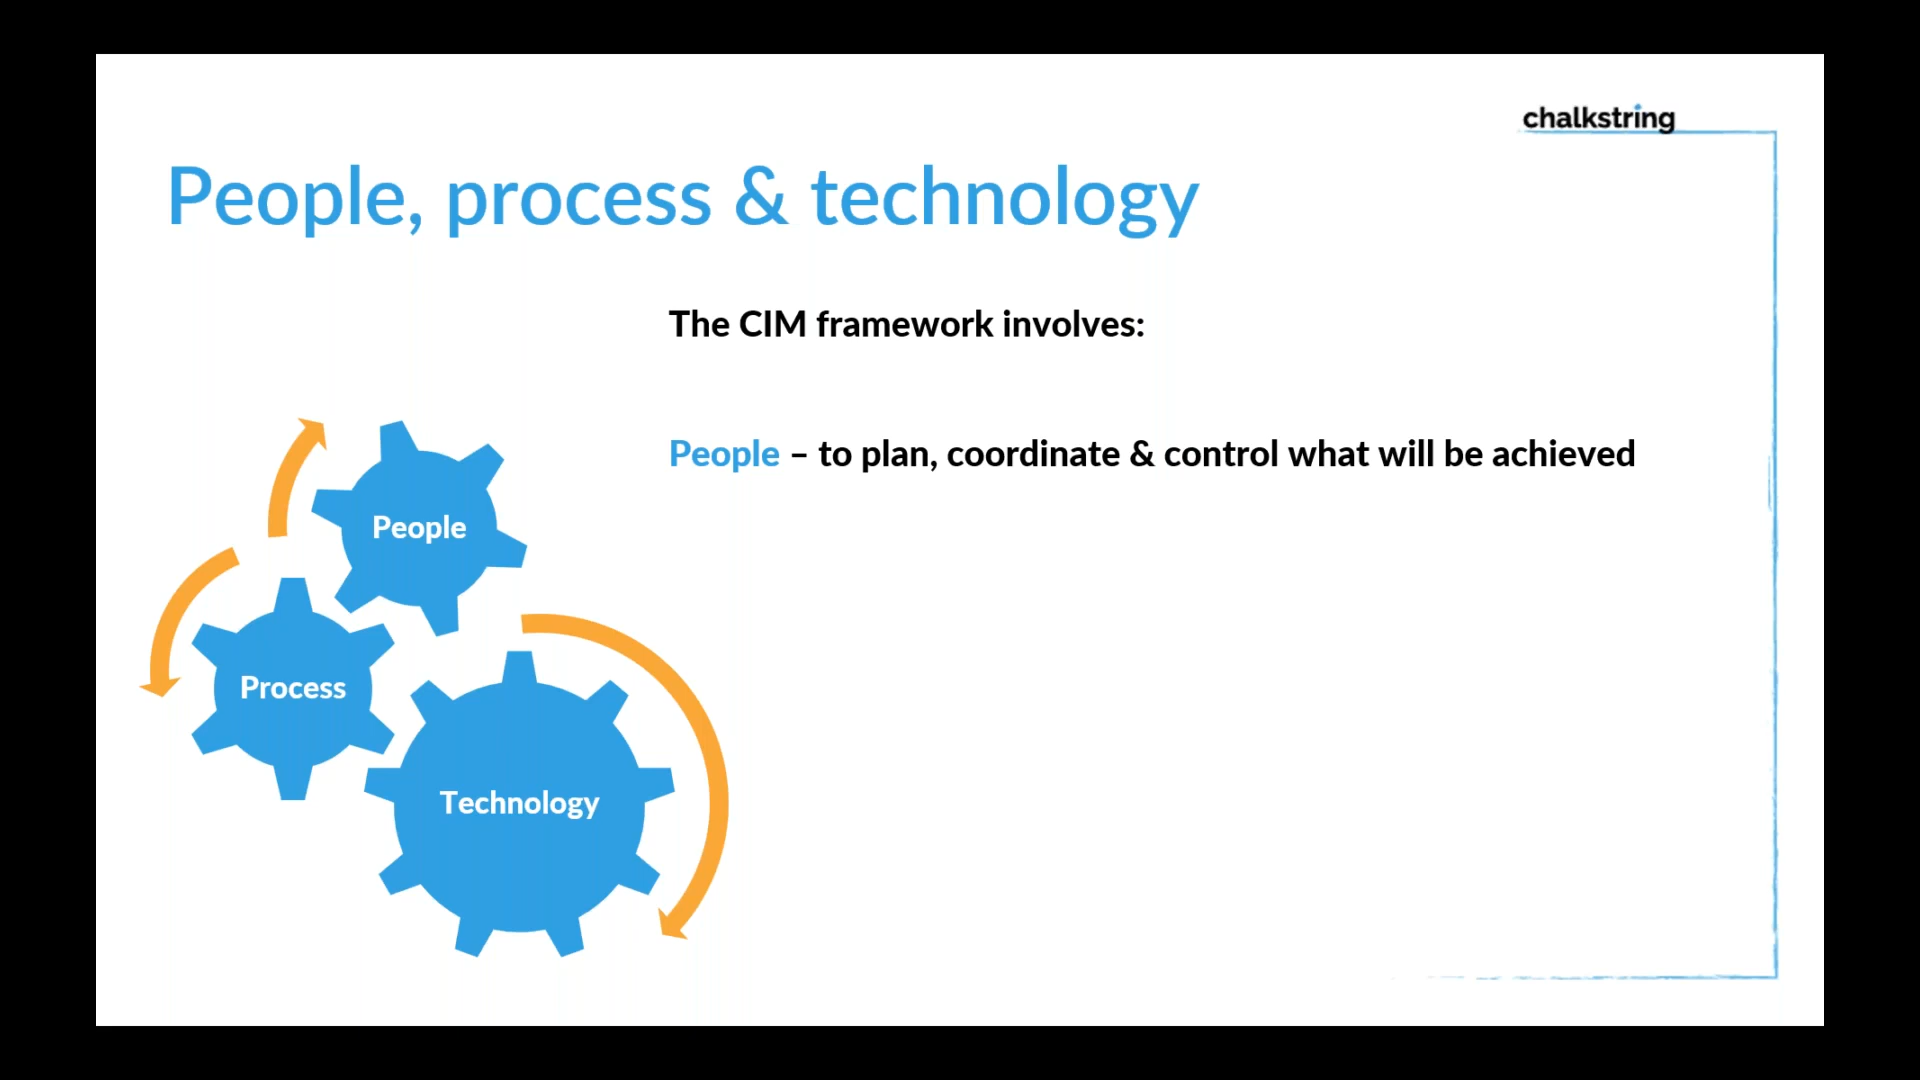 chalkstring
People, process & technology
The CIM framework involves:
People – to plan, coordinate & control what will be achieved
People
Process
Technology